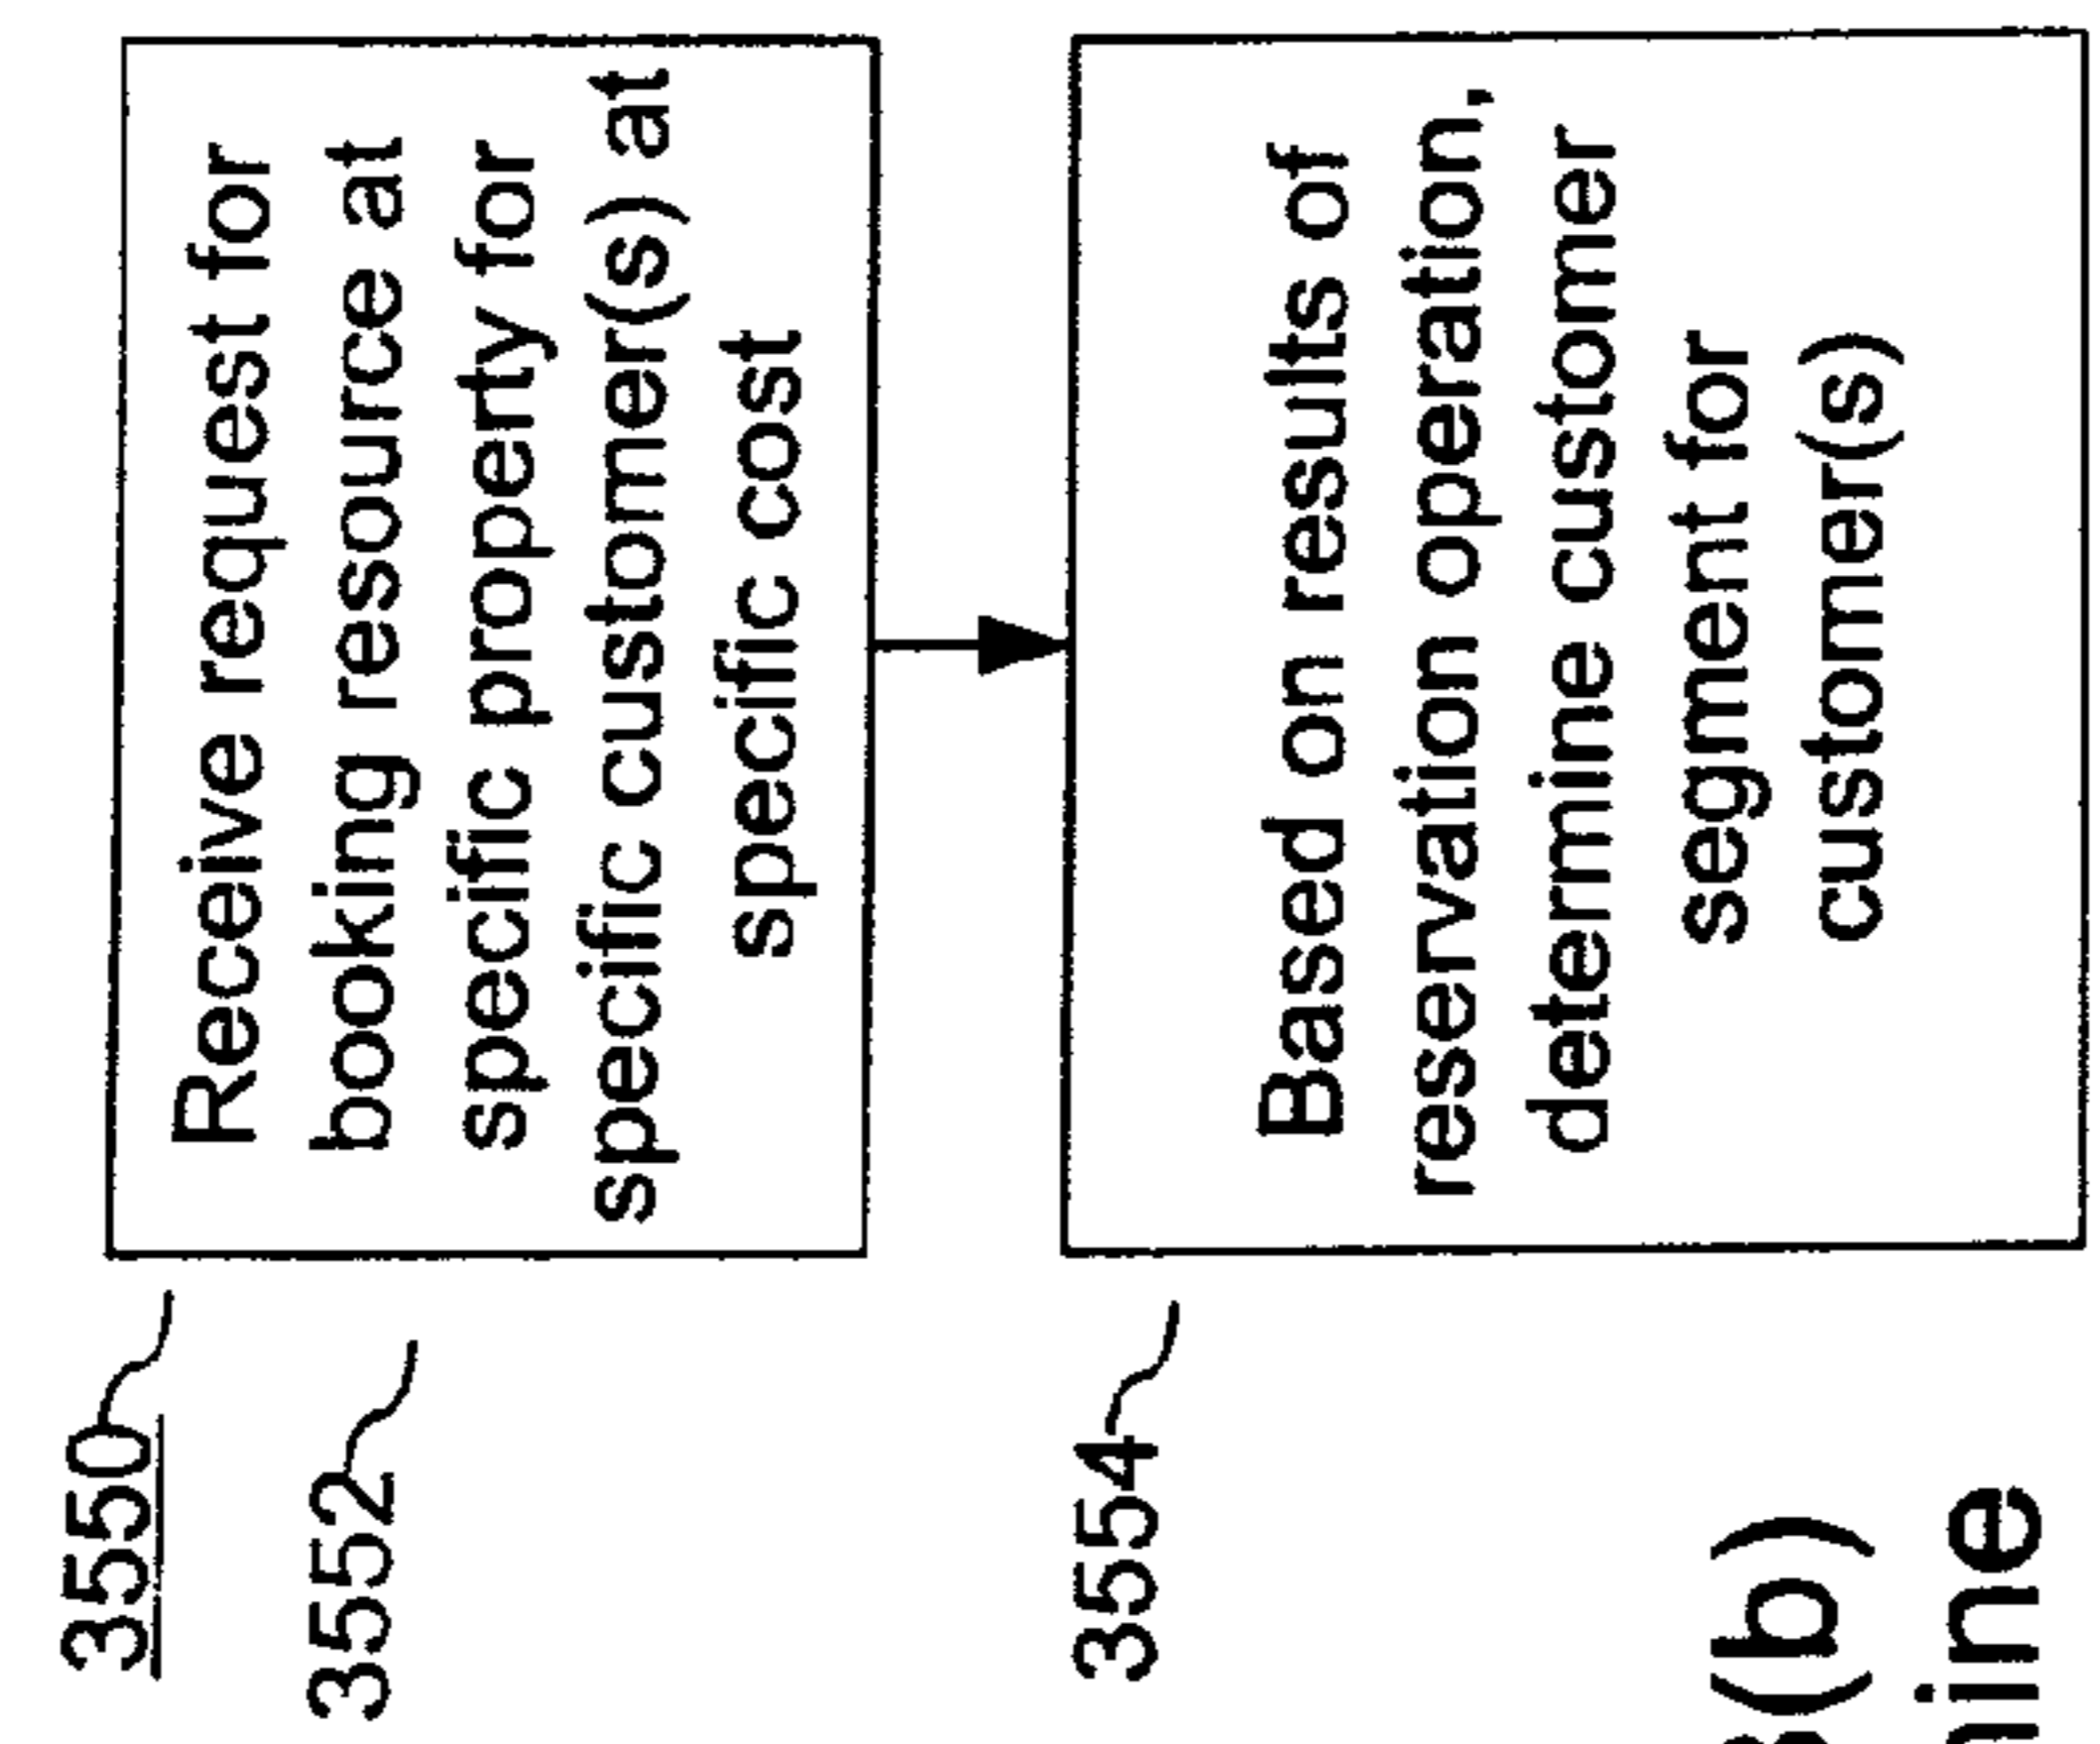 3550
3552
Receive request for
booking resource at
specific property for
specific customer(s) at
specific cost
3554
Based on results of
reservation operation,
determine customer
segment for
customer(s)
(b)